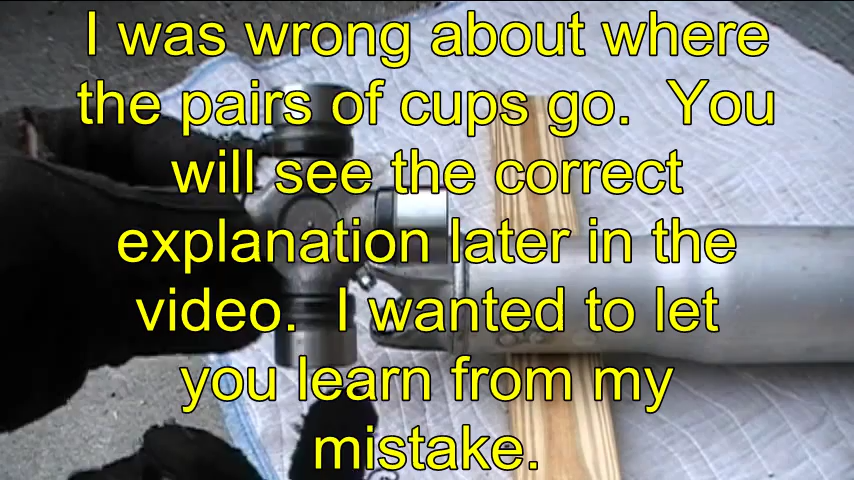 I was wrong about where
the pairs of cups go.  You
will see the correct
explanation later in the
video.  I wanted to let
you learn from my
mistake.